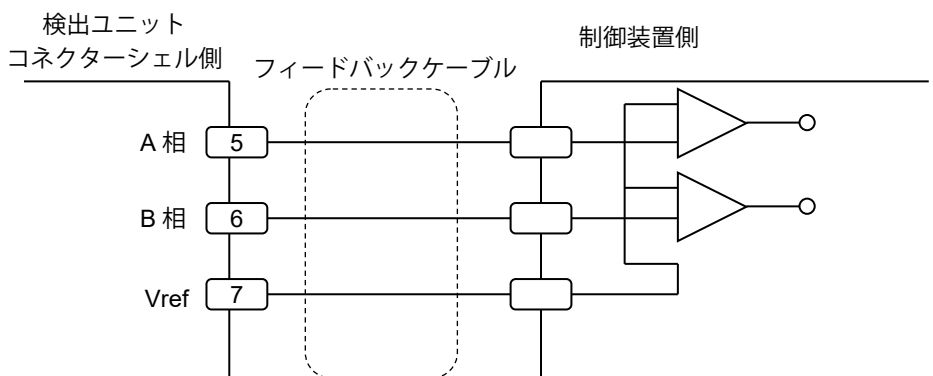 検出ユニット
コネクターシェル側
フィードバックケーブル
制御装置側
A 相
5
B 相
6
Vref
7